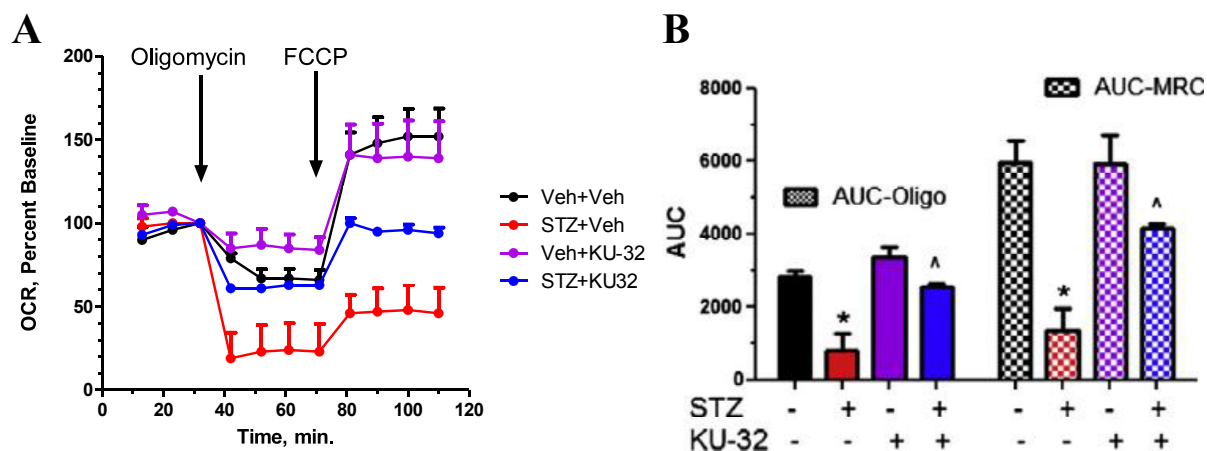 A
Oligomycin
FCCP
OCR, Percent Baseline
200
150
100
50
0
0 20 40 60 80 100 120
Time, min.
Veh+Veh
STZ+Veh
Veh+KU-32
STZ+KU32
B
AUC
8000
6000
4000
2000
0
AUC-MRC
AUC-Oligo
* ^ * ^
STZ - + - + - + - +
KU-32 - - + + - - + +